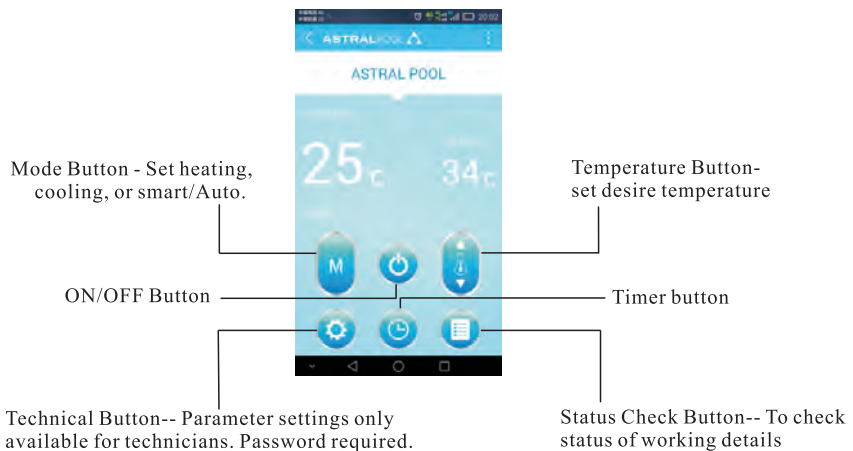 20:02
ASTRALPOOL
ASTRAL POOL
25c
34c
Mode Button - Set heating,
cooling, or smart/Auto.
Temperature Button-
set desire temperature
M
ON/OFF Button
Timer button
Technical Button-- Parameter settings only
available for technicians. Password required.
Status Check Button-- To check
status of working details